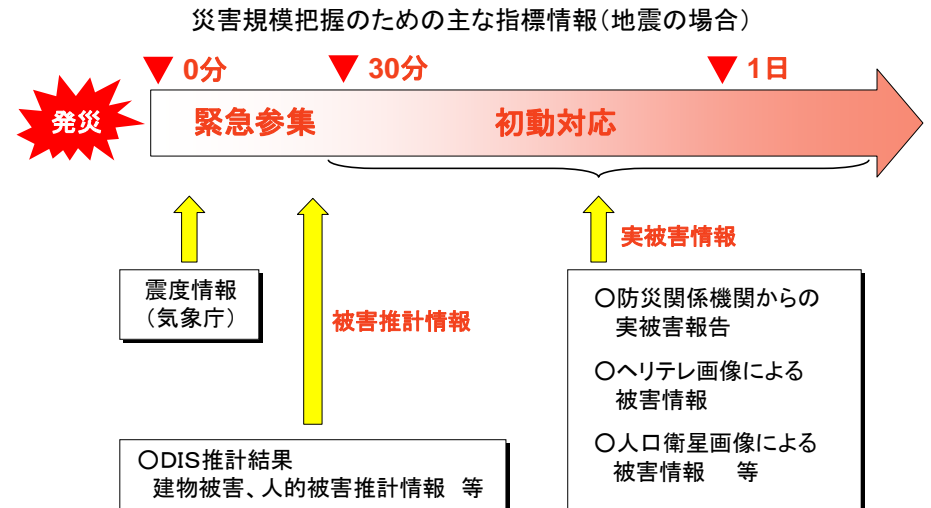 災害規模把握のための主な指標情報（地震の場合）
0分
30分
1日
発災
緊急参集
初動対応
震度情報
（気象庁）
被害推計情報
実被害情報
○DIS推計結果
建物被害、人的被害推計情報 等
○防災関係機関からの
実被害報告
○ヘリテレ画像による
被害情報
○人口衛星画像による
被害情報 等